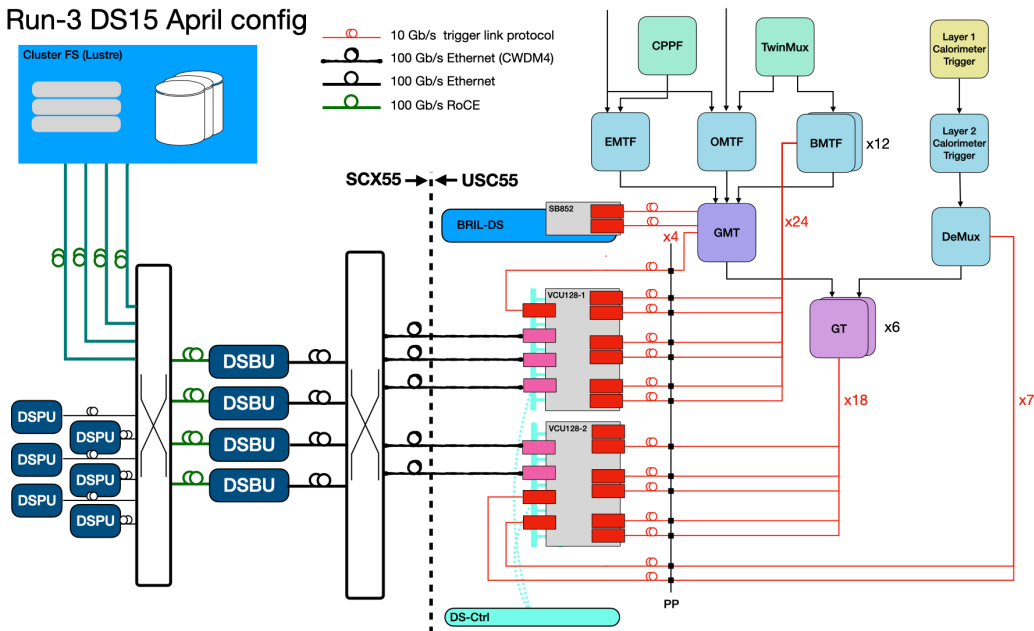 Run-3 DS15 April config
Cluster FS (Lustre)
10 Gb/s trigger link protocol
100 Gb/s Ethernet (CWDM4)
100 Gb/s Ethernet
100 Gb/s RoCE
CPPF
TwinMux
Layer 1
Calorimeter
Trigger
EMTF
OMTF
BMTF
x12
Layer 2
Calorimeter
Trigger
SCX55
USC55
SB852
BRIL-DS
x4
GMT
x24
DeMux
VCU128-1
GT
x6
DSBU
DSBU
DSBU
DSBU
x18
x7
DSPU
DSPU
DSPU
DSPU
DSPU
DSPU
VCU128-2
PP
DS-Ctrl